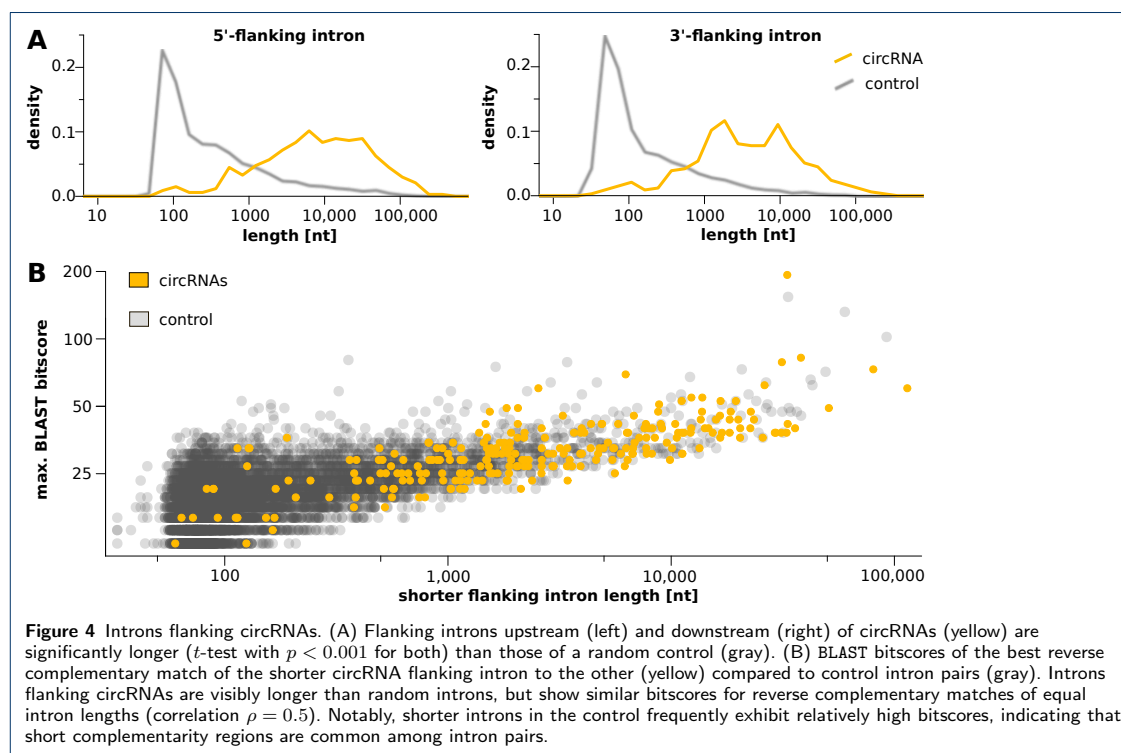 A
5'-flanking intron
3'-flanking intron
circRNA
control
density
0.2
0.1
0.0
10 100 1000 10,000 100,000
length [nt]
density
0.2
0.1
0.0
10 100 1000 10,000 100,000
length [nt]
B
circRNAs
control
max. BLAST bitscore
200
100
50
25
100 1,000 10,000 100,000
shorter flanking intron length [nt]
Figure 4 Introns flanking circRNAs. (A) Flanking introns upstream (left) and downstream (right) of circRNAs (yellow) are
significantly longer (t-test with p < 0.001 for both) than those of a random control (gray). (B) BLAST bitscores of the best reverse
complementary match of the shorter circRNA flanking intron to the other (yellow) compared to control intron pairs (gray). Introns
flanking circRNAs are visibly longer than random introns, but show similar bitscores for reverse complementary matches of equal
intron lengths (correlation ρ = 0.5). Notably, shorter introns in the control frequently exhibit relatively high bitscores, indicating that
short complementarity regions are common among intron pairs.